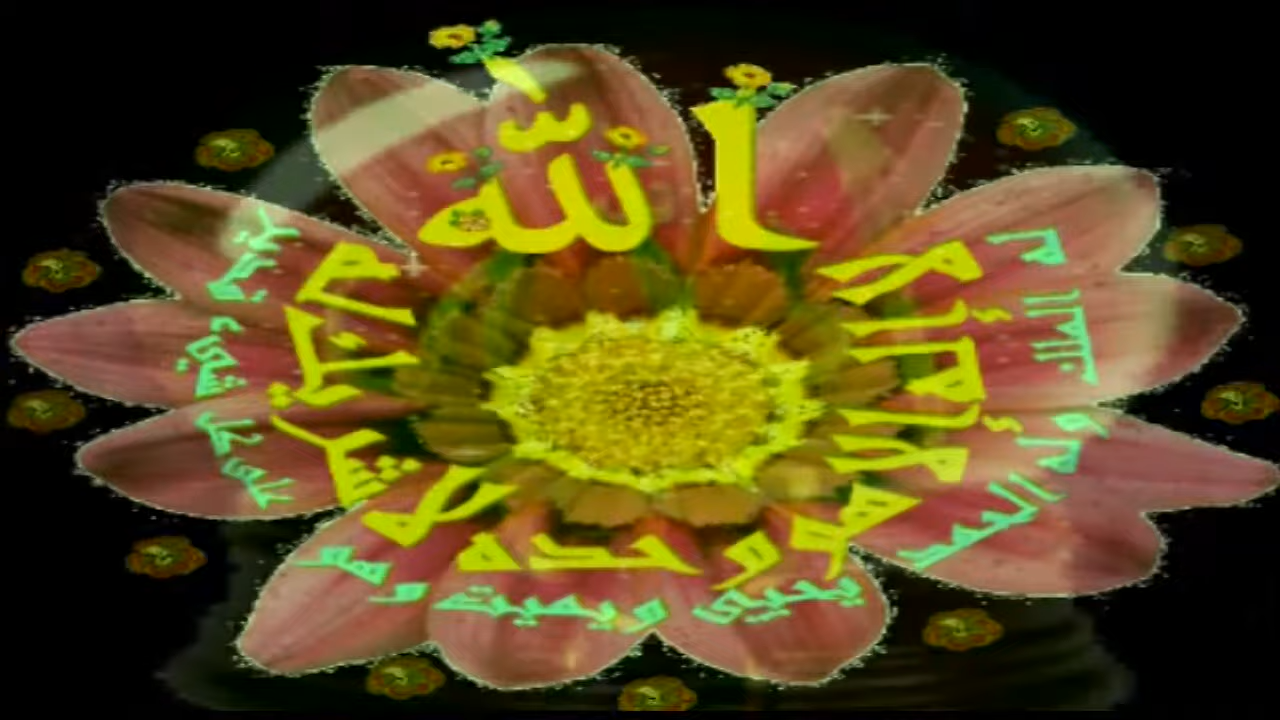 الله
لا إله إلا هو وحده لا شريك له
له الملك وله الحمد يحيي ويميت وهو على كل شيء قدير